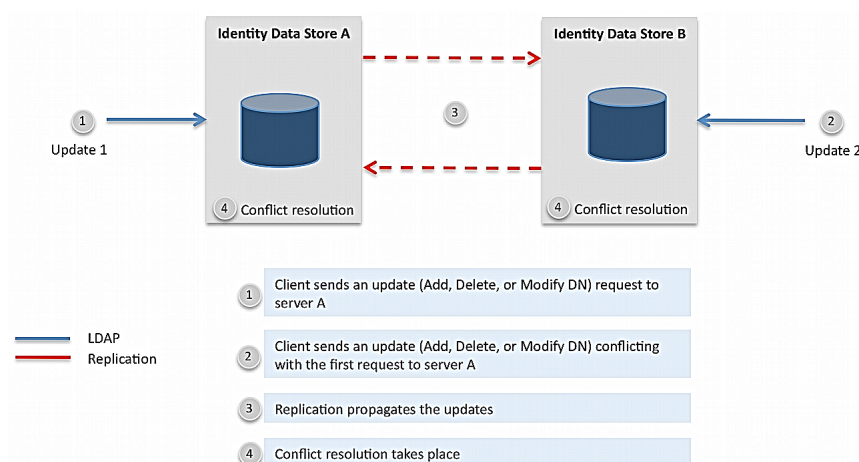 Identity Data Store A
Identity Data Store B
1
3
2
Update 1
Update 2
4 Conflict resolution
4 Conflict resolution
1 Client sends an update (Add, Delete, or Modify DN) request to
server A
LDAP
Replication
2 Client sends an update (Add, Delete, or Modify DN) conflicting
with the first request to server A
3 Replication propagates the updates
4 Conflict resolution takes place